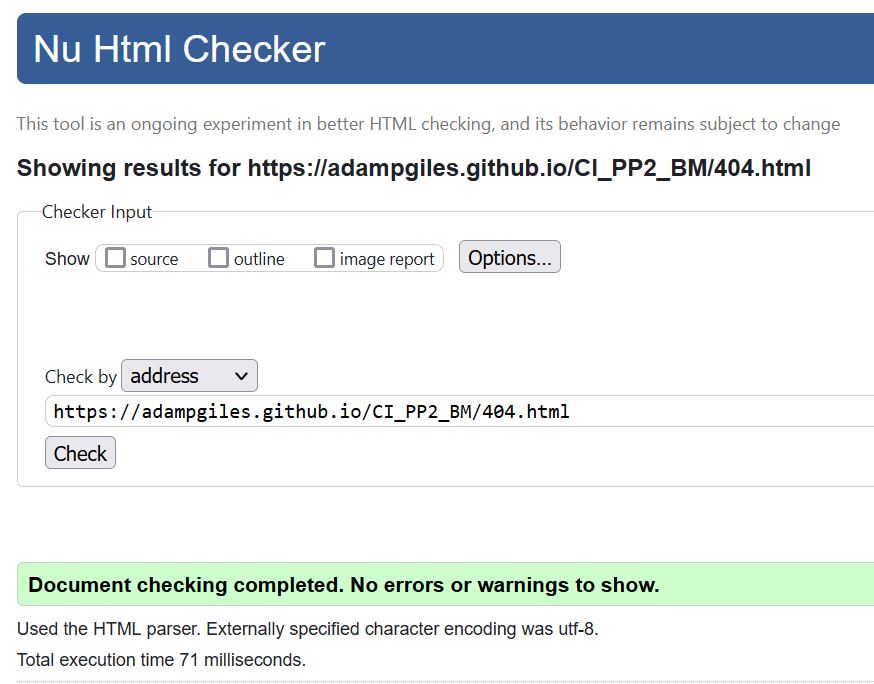 Nu Html Checker
This tool is an ongoing experiment in better HTML checking, and its behavior remains subject to change
Showing results for https://adampgiles.github.io/CI_PP2_BM/404.html
Checker Input
Show source outline image report Options...
Check by address
https://adampgiles.github.io/CI_PP2_BM/404.html
Check
Document checking completed. No errors or warnings to show.
Used the HTML parser. Externally specified character encoding was utf-8.
Total execution time 71 milliseconds.